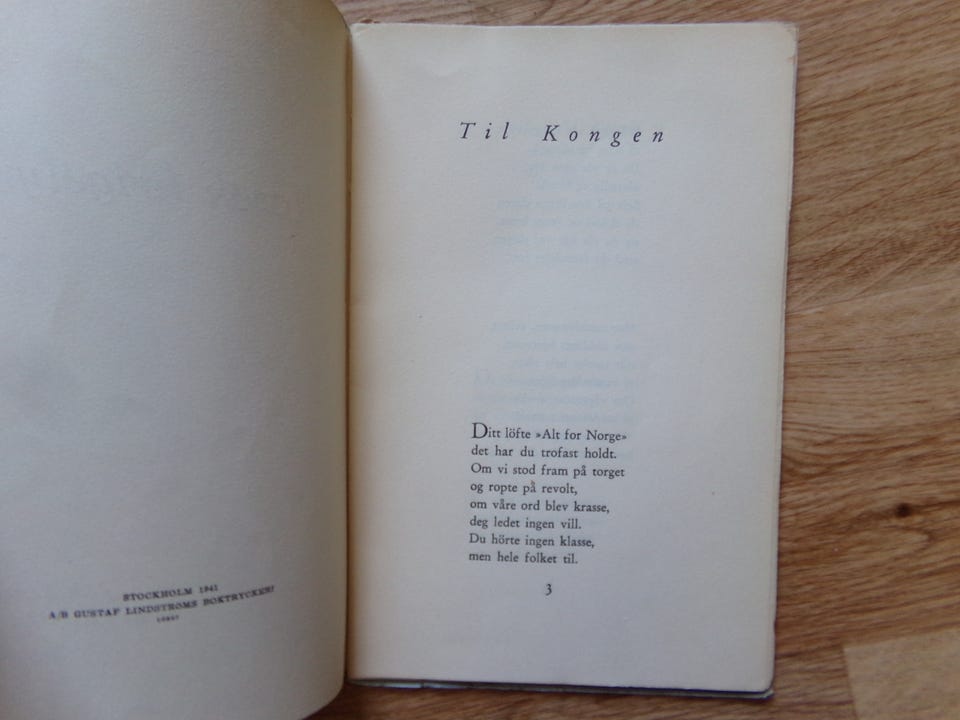 STOCKHOLM 1941
A/B GUSTAF LINDSTRÖMS BOKTRYCKERI
Til Kongen
Ditt löfte »Alt for Norge»
det har du trofast holdt.
Om vi stod fram på torget
og ropte på revolt,
om våre ord blev krasse,
deg ledet ingen vill.
Du hörte ingen klasse,
men hele folket til.
3